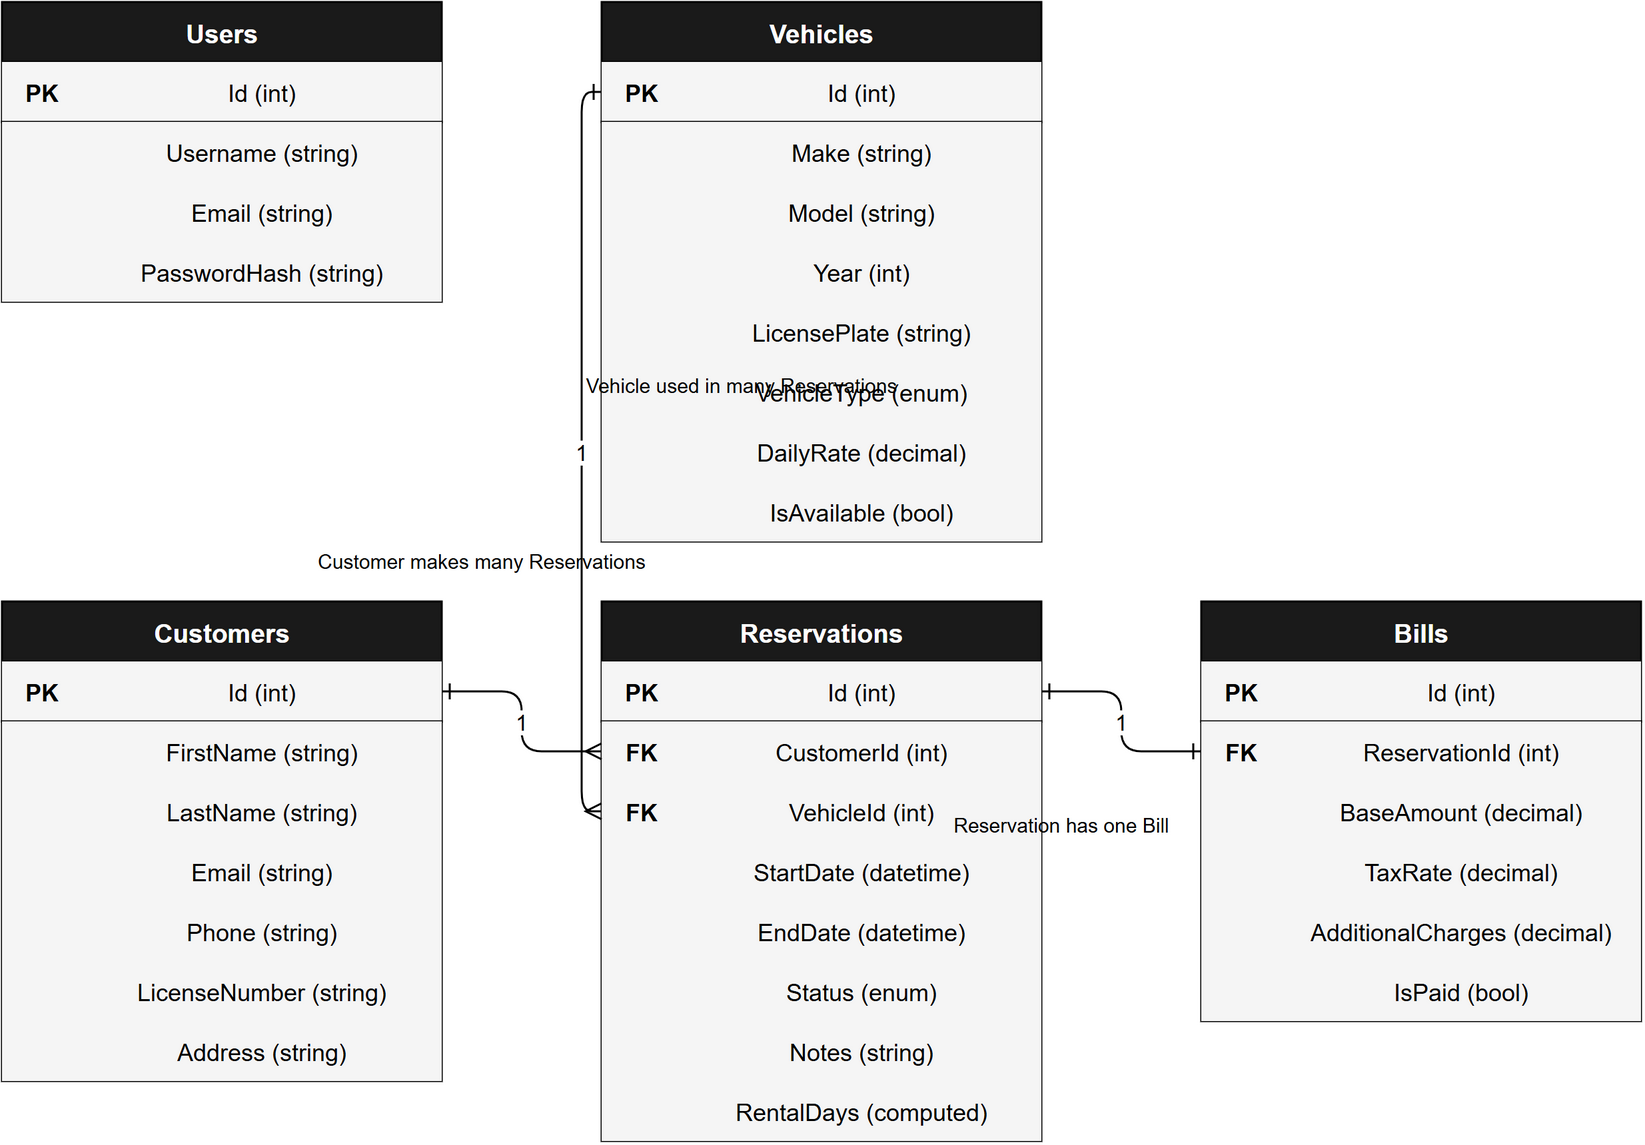 Users
PK Id (int)
Username (string)
Email (string)
PasswordHash (string)
Vehicles
PK Id (int)
Make (string)
Model (string)
Year (int)
LicensePlate (string)
Vehicle used in many Reservations
VehicleType (enum)
DailyRate (decimal)
IsAvailable (bool)
1
Customer makes many Reservations
Customers
PK Id (int)
FirstName (string)
LastName (string)
Email (string)
Phone (string)
LicenseNumber (string)
Address (string)
1
Reservations
PK Id (int)
FK CustomerId (int)
FK VehicleId (int)
StartDate (datetime)
EndDate (datetime)
Status (enum)
Notes (string)
RentalDays (computed)
1
Reservation has one Bill
Bills
PK Id (int)
FK ReservationId (int)
BaseAmount (decimal)
TaxRate (decimal)
AdditionalCharges (decimal)
IsPaid (bool)